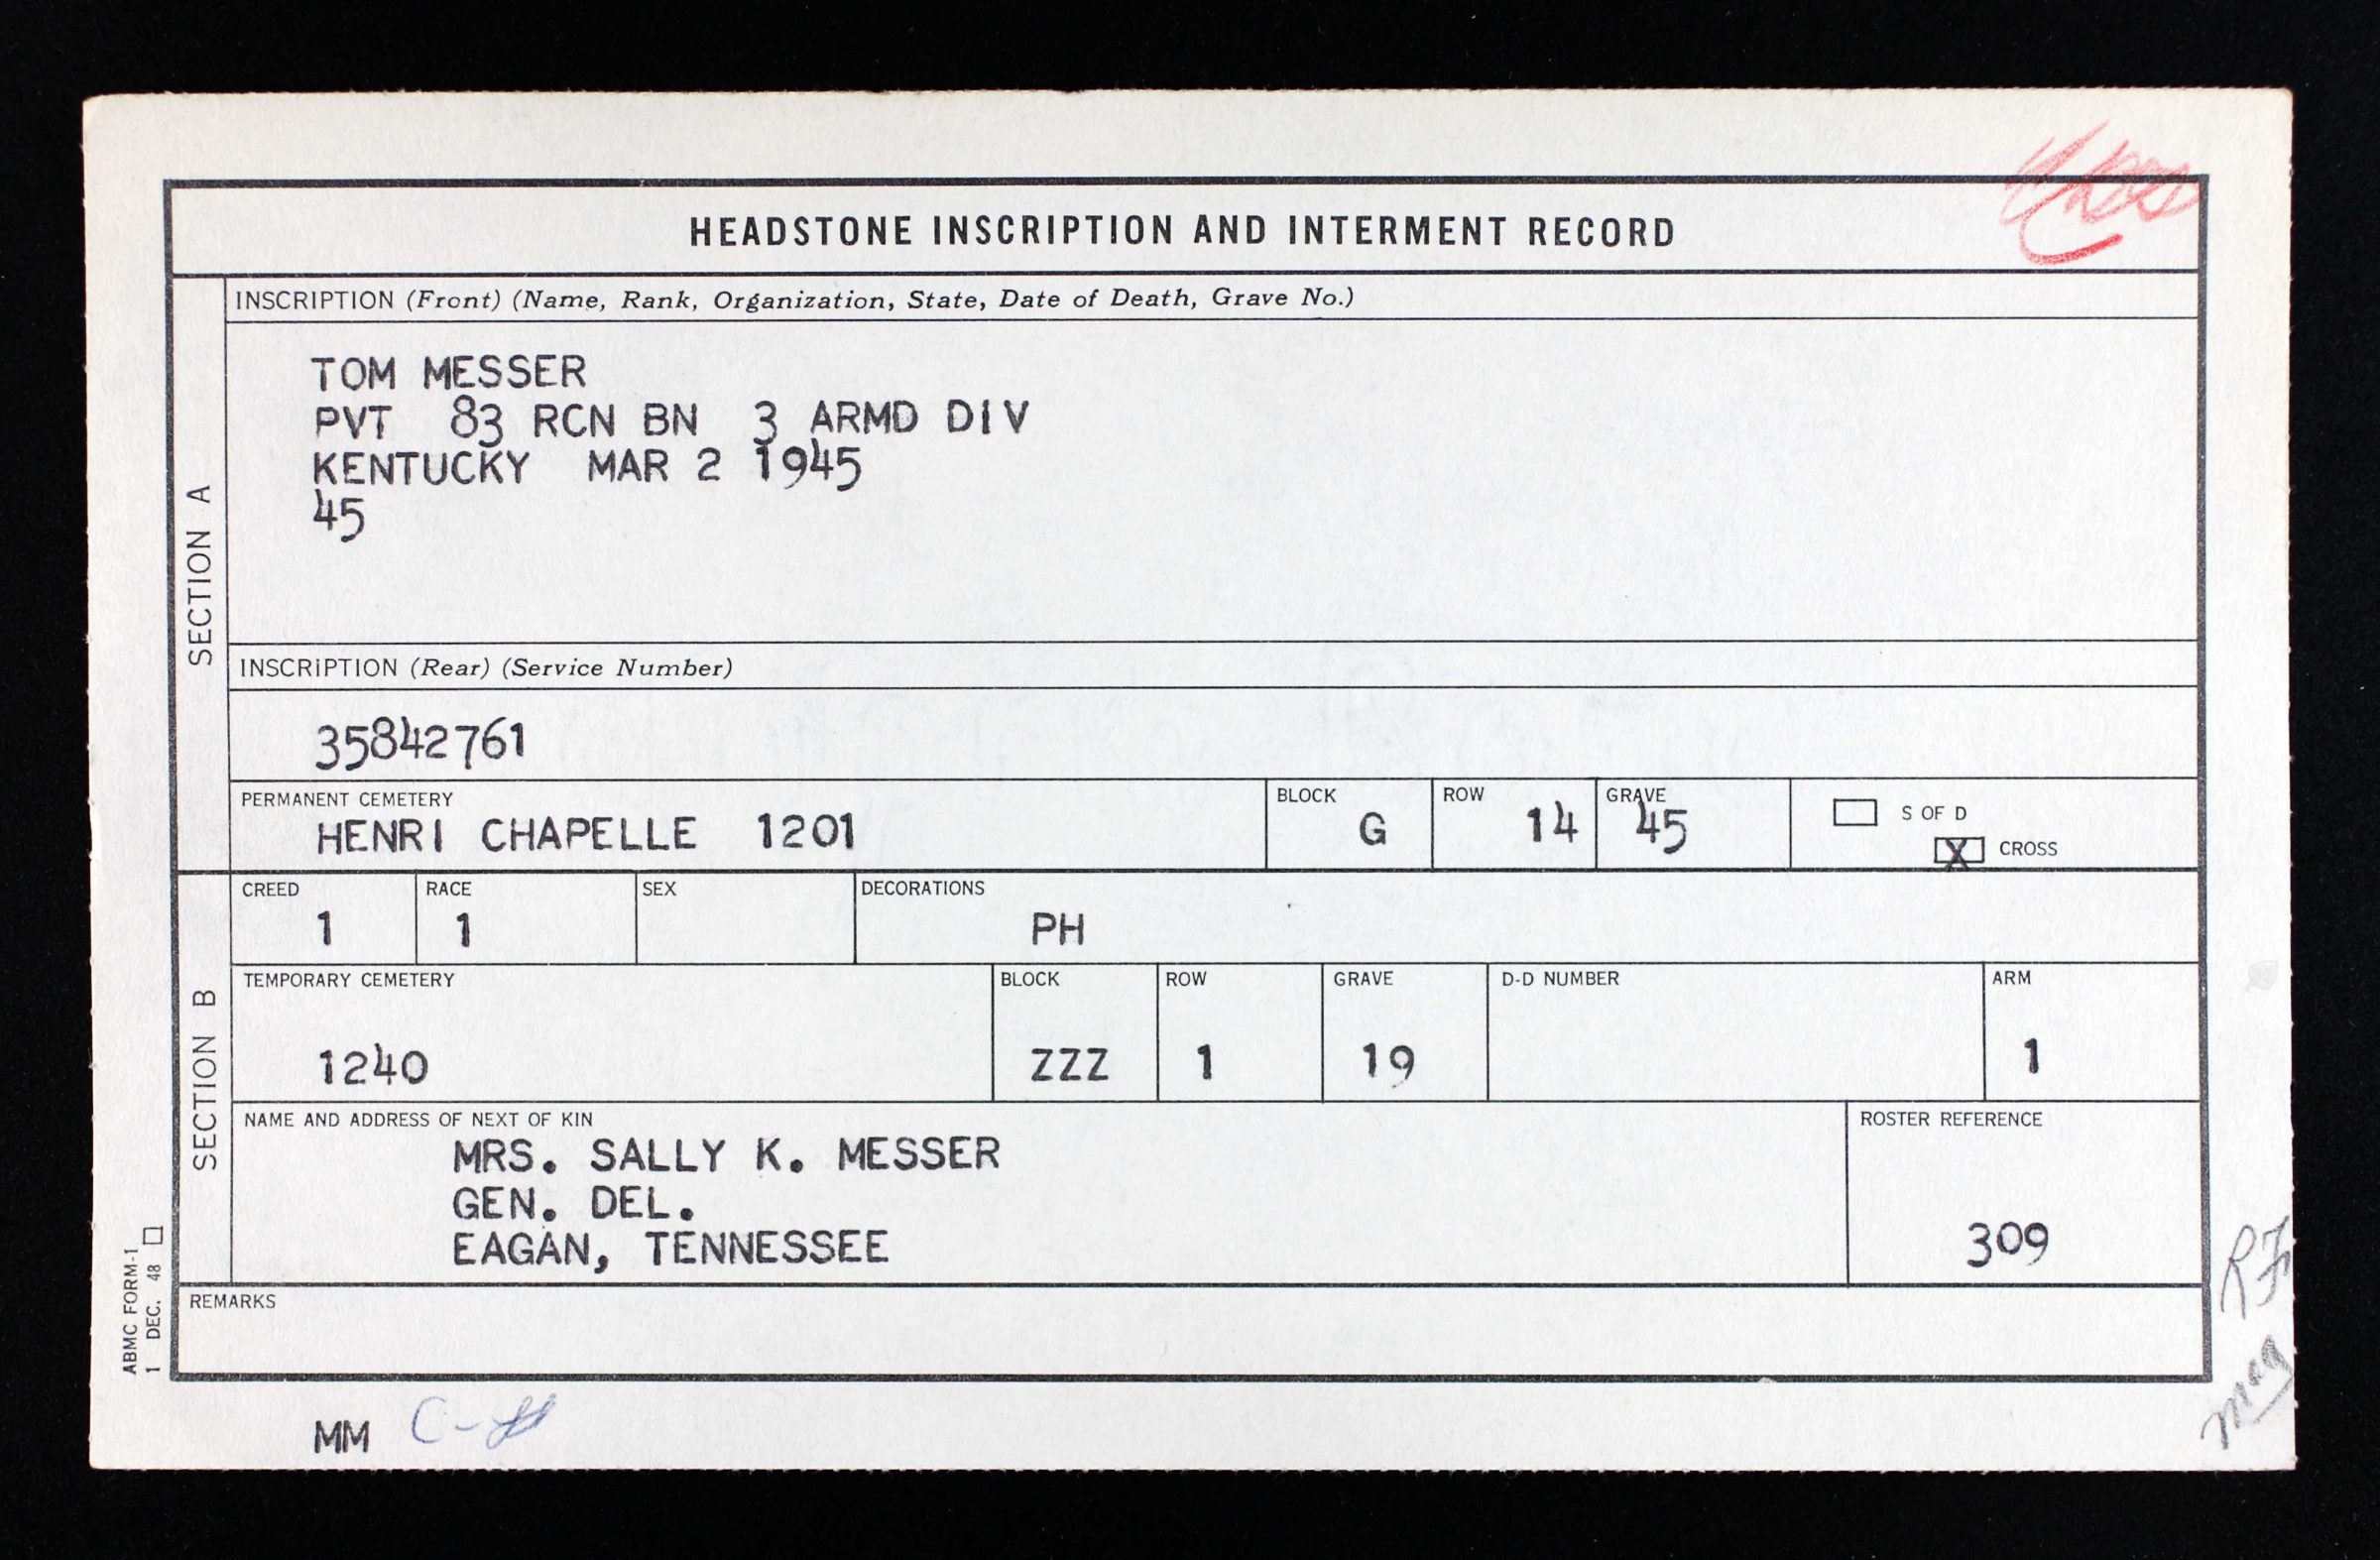 HEADSTONE INSCRIPTION AND INTERMENT RECORD
SECTION A
INSCRIPTION (Front) (Name, Rank, Organization, State, Date of Death, Grave No.)
TOM MESSER
PVT 83 RCN BN 3 ARMD DIV
KENTUCKY MAR 2 1945
45
INSCRIPTION (Rear) (Service Number)
35842761
PERMANENT CEMETERY BLOCK ROW GRAVE
HENRI CHAPELLE 1201 G 14 45
S OF D
X CROSS
SECTION B
CREED RACE SEX DECORATIONS
1 1 PH
TEMPORARY CEMETERY BLOCK ROW GRAVE D-D NUMBER ARM
1240 ZZZ 1 19 1
NAME AND ADDRESS OF NEXT OF KIN ROSTER REFERENCE
MRS. SALLY K. MESSER
GEN. DEL.
EAGAN, TENNESSEE
309
REMARKS
ABMC FORM-1
1 DEC. 48
MM
RF